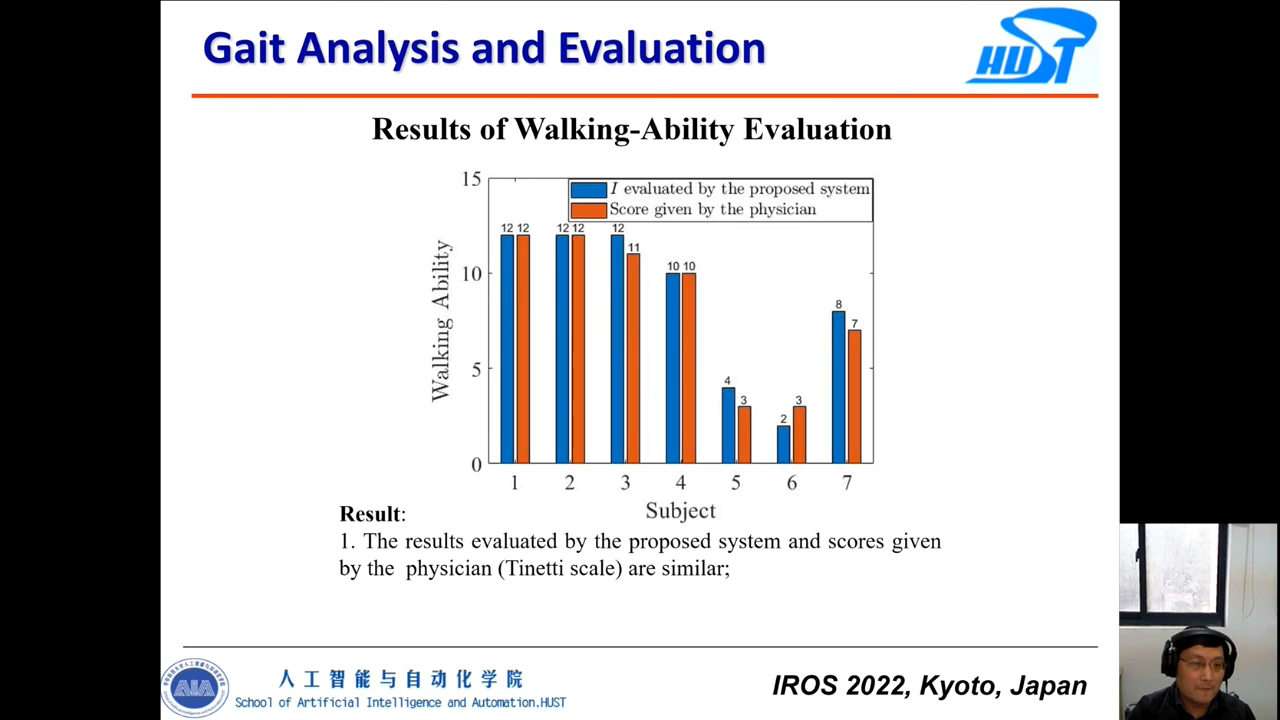 Gait Analysis and Evaluation
HUST
Results of Walking-Ability Evaluation
15
10
5
0
Walking Ability
I evaluated by the proposed system
Score given by the physician
12 12 12 12 12 11 10 10 4 3 2 3 8 7
1 2 3 4 5 6 7
Subject
Result:
1. The results evaluated by the proposed system and scores given
by the physician (Tinetti scale) are similar;
AIA
人工智能与自动化学院
School of Artificial Intelligence and Automation.HUST
IROS 2022, Kyoto, Japan